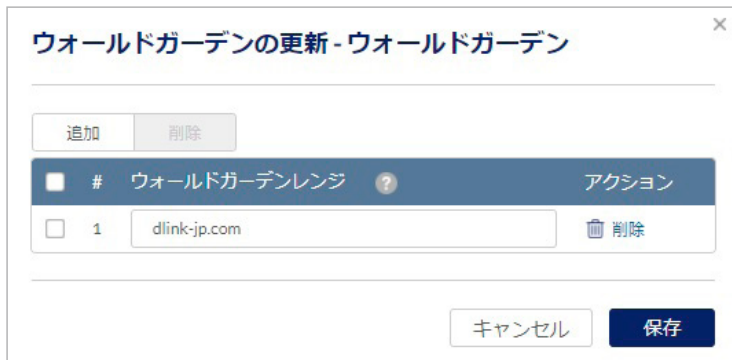 ウォールドガーデンの更新 - ウォールドガーデン
×
追加 削除
# ウォールドガーデンレンジ ? アクション
1 dlink-jp.com 削除
キャンセル 保存